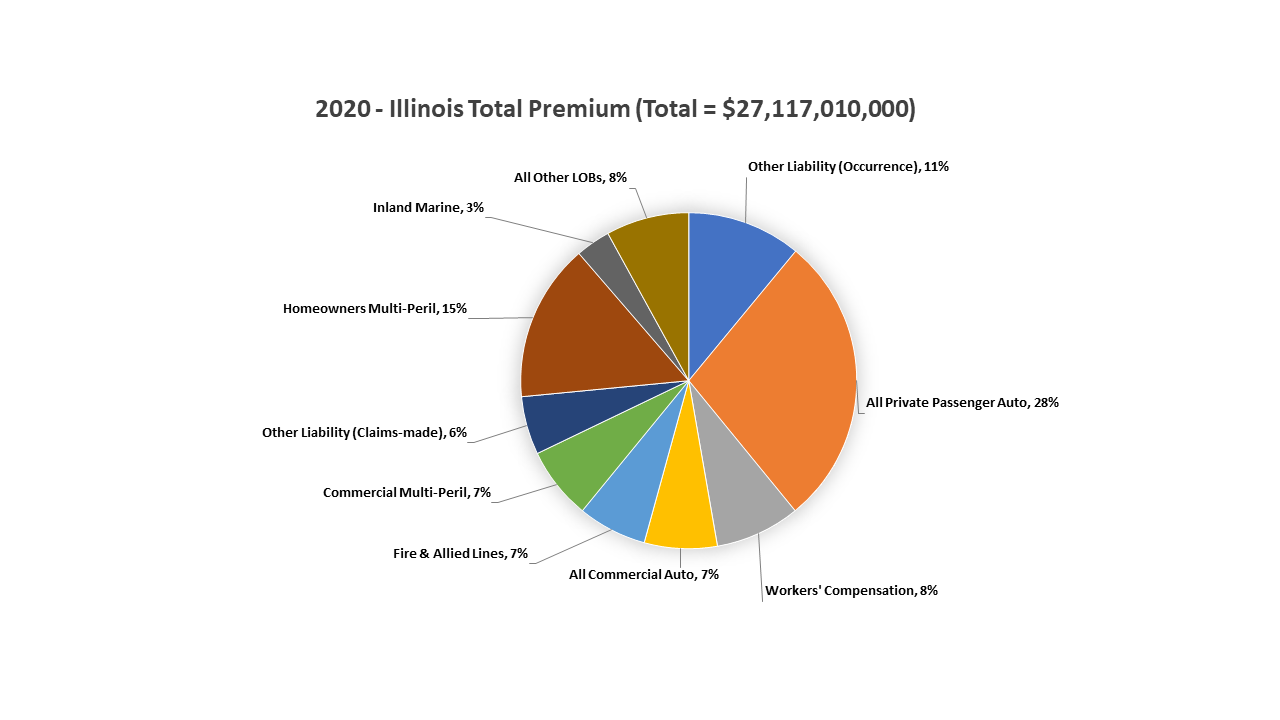 2020 - Illinois Total Premium (Total = $27,117,010,000)
Other Liability (Occurrence), 11%
All Other LOBs, 8%
Inland Marine, 3%
Homeowners Multi-Peril, 15%
All Private Passenger Auto, 28%
Other Liability (Claims-made), 6%
Commercial Multi-Peril, 7%
Fire & Allied Lines, 7%
All Commercial Auto, 7%
Workers' Compensation, 8%